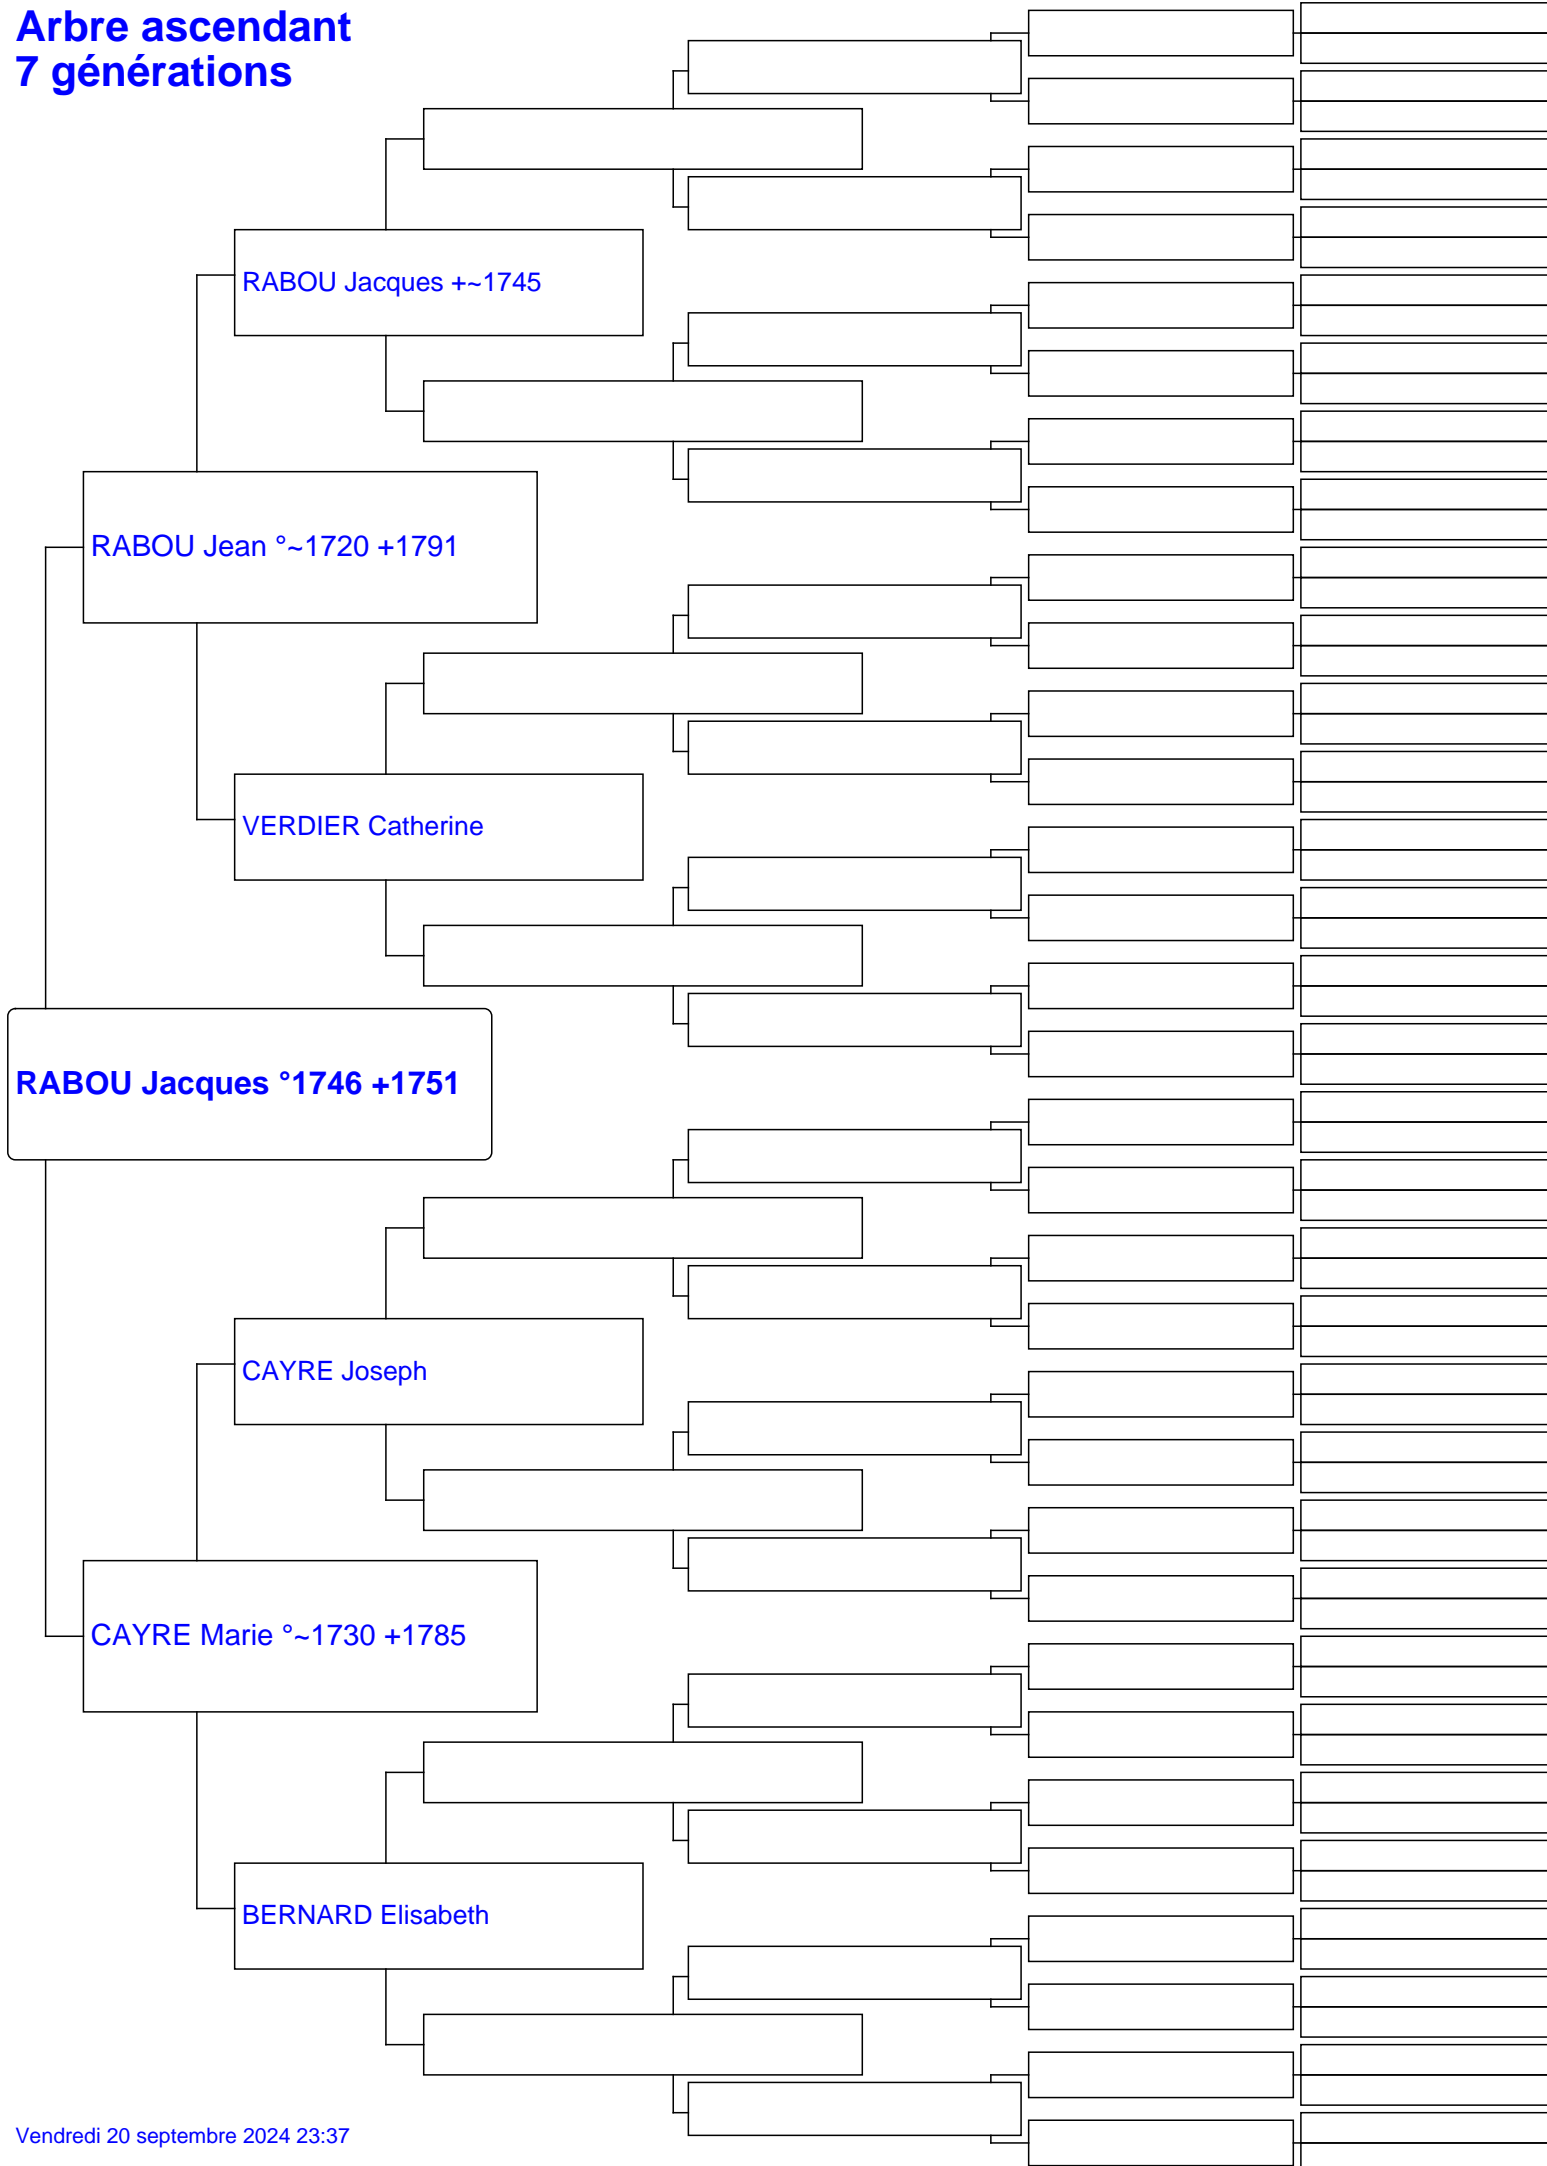 Arbre ascendant
7 générations
RABOU Jacques +~1745
RABOU Jean °~1720 +1791
VERDIER Catherine
RABOU Jacques °1746 +1751
CAYRE Joseph
CAYRE Marie °~1730 +1785
BERNARD Elisabeth
Vendredi 20 septembre 2024 23:37